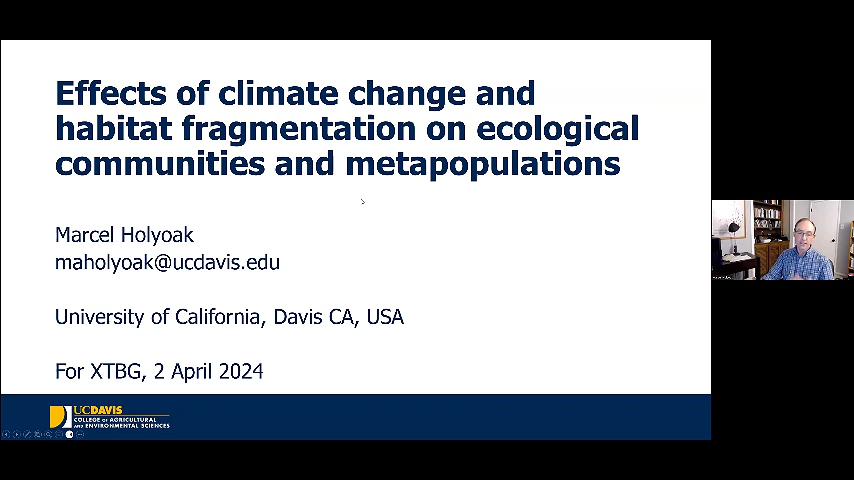 Effects of climate change and
habitat fragmentation on ecological
communities and metapopulations
Marcel Holyoak
maholyoak@ucdavis.edu
University of California, Davis CA, USA
For XTBG, 2 April 2024
UCDAVIS
COLLEGE OF AGRICULTURAL
AND ENVIRONMENTAL SCIENCES